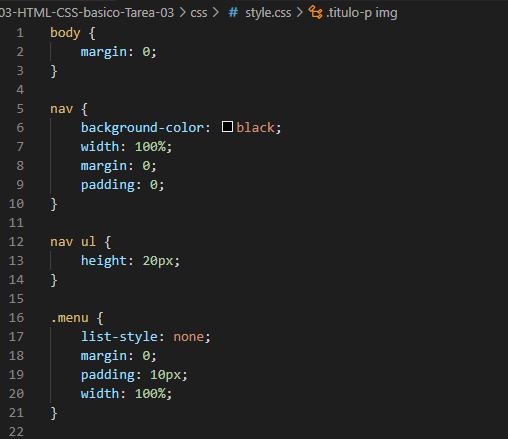 03-HTML-CSS-basico-Tarea-03 > css > # style.css > .titulo-p img
1 body {
2 margin: 0;
3 }
4
5 nav {
6 background-color: black;
7 width: 100%;
8 margin: 0;
9 padding: 0;
10 }
11
12 nav ul {
13 height: 20px;
14 }
15
16 .menu {
17 list-style: none;
18 margin: 0;
19 padding: 10px;
20 width: 100%;
21 }
22